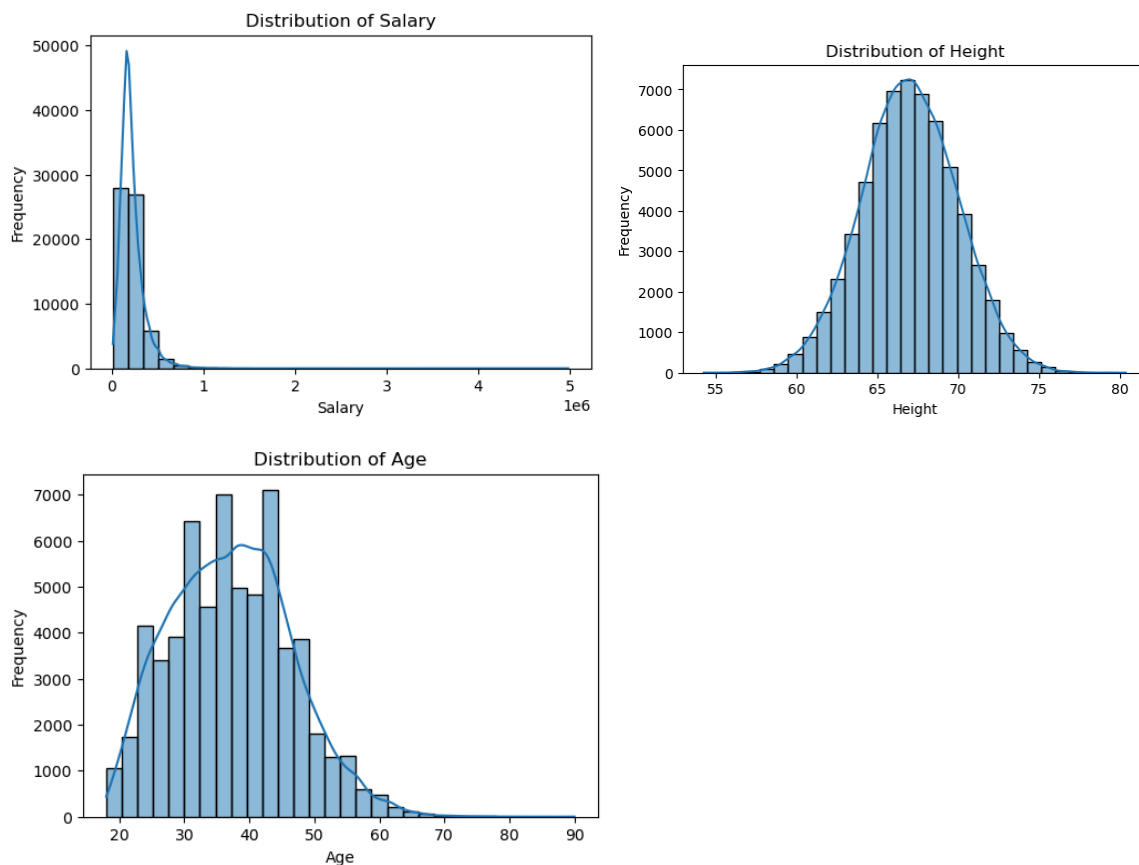 Distribution of Salary
50000
40000
30000
20000
10000
0
Frequency
0 1 2 3 4 5
1e6
Salary
Distribution of Height
7000
6000
5000
4000
3000
2000
1000
0
Frequency
55 60 65 70 75 80
Height
Distribution of Age
7000
6000
5000
4000
3000
2000
1000
0
Frequency
20 30 40 50 60 70 80 90
Age